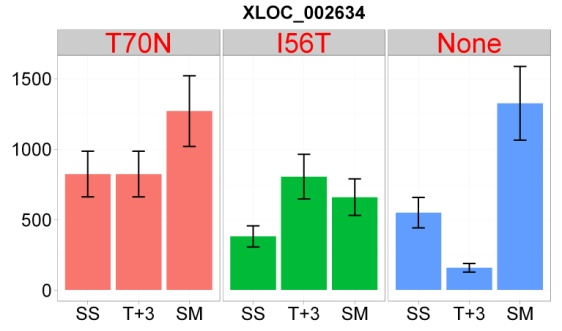 XLOC_002634
T70N I56T None
1500
1000
500
0
SS T+3 SM SS T+3 SM SS T+3 SM